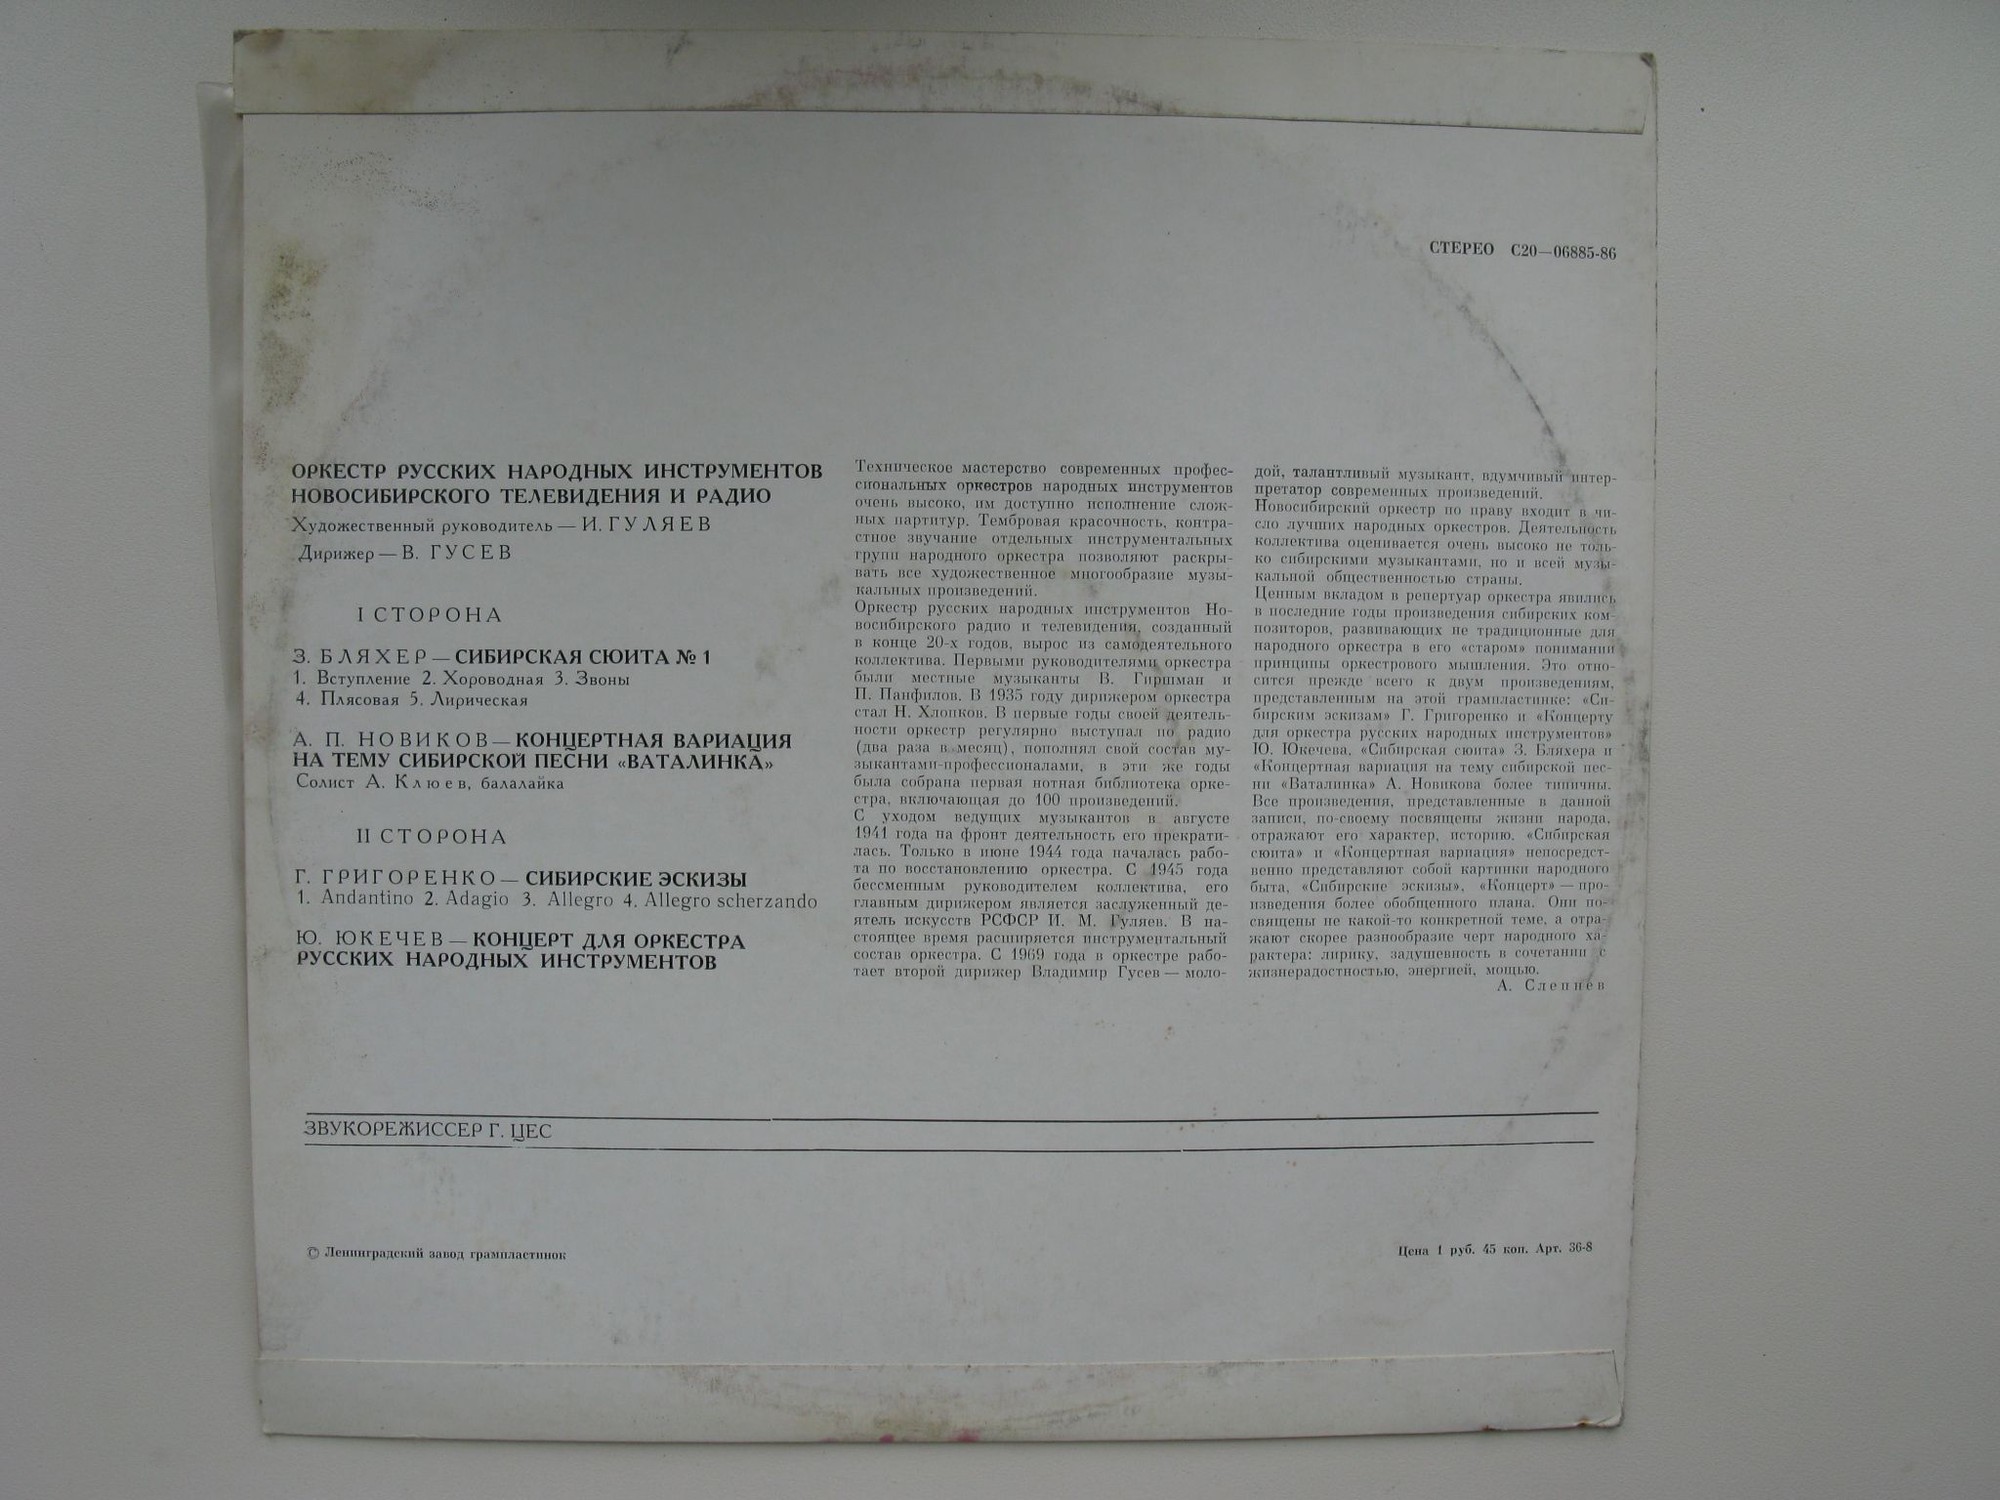 СТЕРЕО С20—06885-86
ОРКЕСТР РУССКИХ НАРОДНЫХ ИНСТРУМЕНТОВ
НОВОСИБИРСКОГО ТЕЛЕВИДЕНИЯ И РАДИО
Художественный руководитель — И. ГУЛЯЕВ
Дирижер — В. ГУСЕВ
I СТОРОНА
З. БЛЯХЕР — СИБИРСКАЯ СЮИТА № 1
1. Вступление 2. Хороводная 3. Звоны
4. Плясовая 5. Лирическая
А. П. НОВИКОВ — КОНЦЕРТНАЯ ВАРИАЦИЯ
НА ТЕМУ СИБИРСКОЙ ПЕСНИ «ВАТАЛИНКА»
Солист А. Клюев, балалайка
II СТОРОНА
Г. ГРИГОРЕНКО — СИБИРСКИЕ ЭСКИЗЫ
1. Andantino 2. Adagio 3. Allegro 4. Allegro scherzando
Ю. ЮКЕЧЕВ — КОНЦЕРТ ДЛЯ ОРКЕСТРА
РУССКИХ НАРОДНЫХ ИНСТРУМЕНТОВ
Техническое мастерство современных профес-
сиональных оркестров народных инструментов
очень высоко, им доступно исполнение слож-
ных партитур. Тембровая красочность, контра-
стное звучание отдельных инструментальных
групп народного оркестра позволяют раскры-
вать все художественное многообразие музы-
кальных произведений.
Оркестр русских народных инструментов Но-
восибирского радио и телевидения, созданный
в конце 20-х годов, вырос из самодеятельного
коллектива. Первыми руководителями оркестра
были местные музыканты В. Гиршман и
П. Панфилов. В 1935 году дирижером оркестра
стал Н. Хлопков. В первые годы своей деятель-
ности оркестр регулярно выступал по радио
(два раза в месяц), пополнял свой состав му-
зыкантами-профессионалами, в эти же годы
была собрана первая нотная библиотека орке-
стра, включающая до 100 произведений.
С уходом ведущих музыкантов в августе
1941 года на фронт деятельность его прекрати-
лась. Только в июне 1944 года началась рабо-
та по восстановлению оркестра. С 1945 года
бессменным руководителем коллектива, его
главным дирижером является заслуженный де-
ятель искусств РСФСР И. М. Гуляев. В на-
стоящее время расширяется инструментальный
состав оркестра. С 1969 года в оркестре рабо-
тает второй дирижер Владимир Гусев — моло-
дой, талантливый музыкант, вдумчивый интер-
претатор современных произведений.
Новосибирский оркестр по праву входит в чи-
сло лучших народных оркестров. Деятельность
коллектива оценивается очень высоко не толь-
ко сибирскими музыкантами, но и всей музы-
кальной общественностью страны.
Ценным вкладом в репертуар оркестра явились
в последние годы произведения сибирских ком-
позиторов, развивающих не традиционные для
народного оркестра в его «старом» понимании
принципы оркестрового мышления. Это отно-
сится прежде всего к двум произведениям,
представленным на этой грампластинке: «Си-
бирским эскизам» Г. Григоренко и «Концерту
для оркестра русских народных инструментов»
Ю. Юкечева, «Сибирская сюита» З. Бляхера и
«Концертная вариация на тему сибирской пес-
ни «Ваталинка» А. Новикова более типичны.
Все произведения, представленные в данной
записи, по-своему посвящены жизни народа,
отражают его характер, историю. «Сибирская
сюита» и «Концертная вариация» непосредст-
венно представляют собой картинки народного
быта, «Сибирские эскизы», «Концерт» — про-
изведения более обобщенного плана. Они по-
священы не какой-то конкретной теме, а отра-
жают скорее разнообразие черт народного ха-
рактера: лирику, задушевность в сочетании с
жизнерадостностью, энергией, мощью.
А. Слепнёв
ЗВУКОРЕЖИССЕР Г. ЦЕС
© Ленинградский завод грампластинок
Цена 1 руб. 45 коп. Арт. 36-8